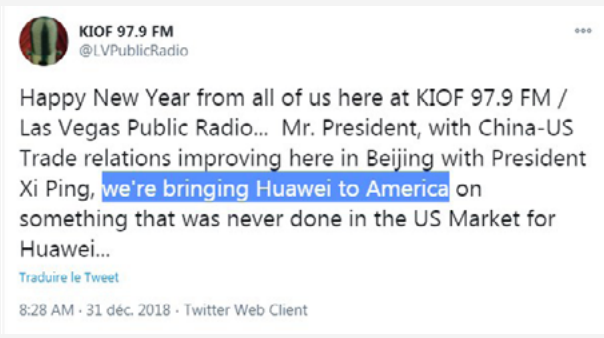 KIOF 97.9 FM
@LVPublicRadio
Happy New Year from all of us here at KIOF 97.9 FM /
Las Vegas Public Radio... Mr. President, with China-US
Trade relations improving here in Beijing with President
Xi Ping, we're bringing Huawei to America on
something that was never done in the US Market for
Huawei...
Traduire le Tweet
8:28 AM · 31 déc. 2018 · Twitter Web Client